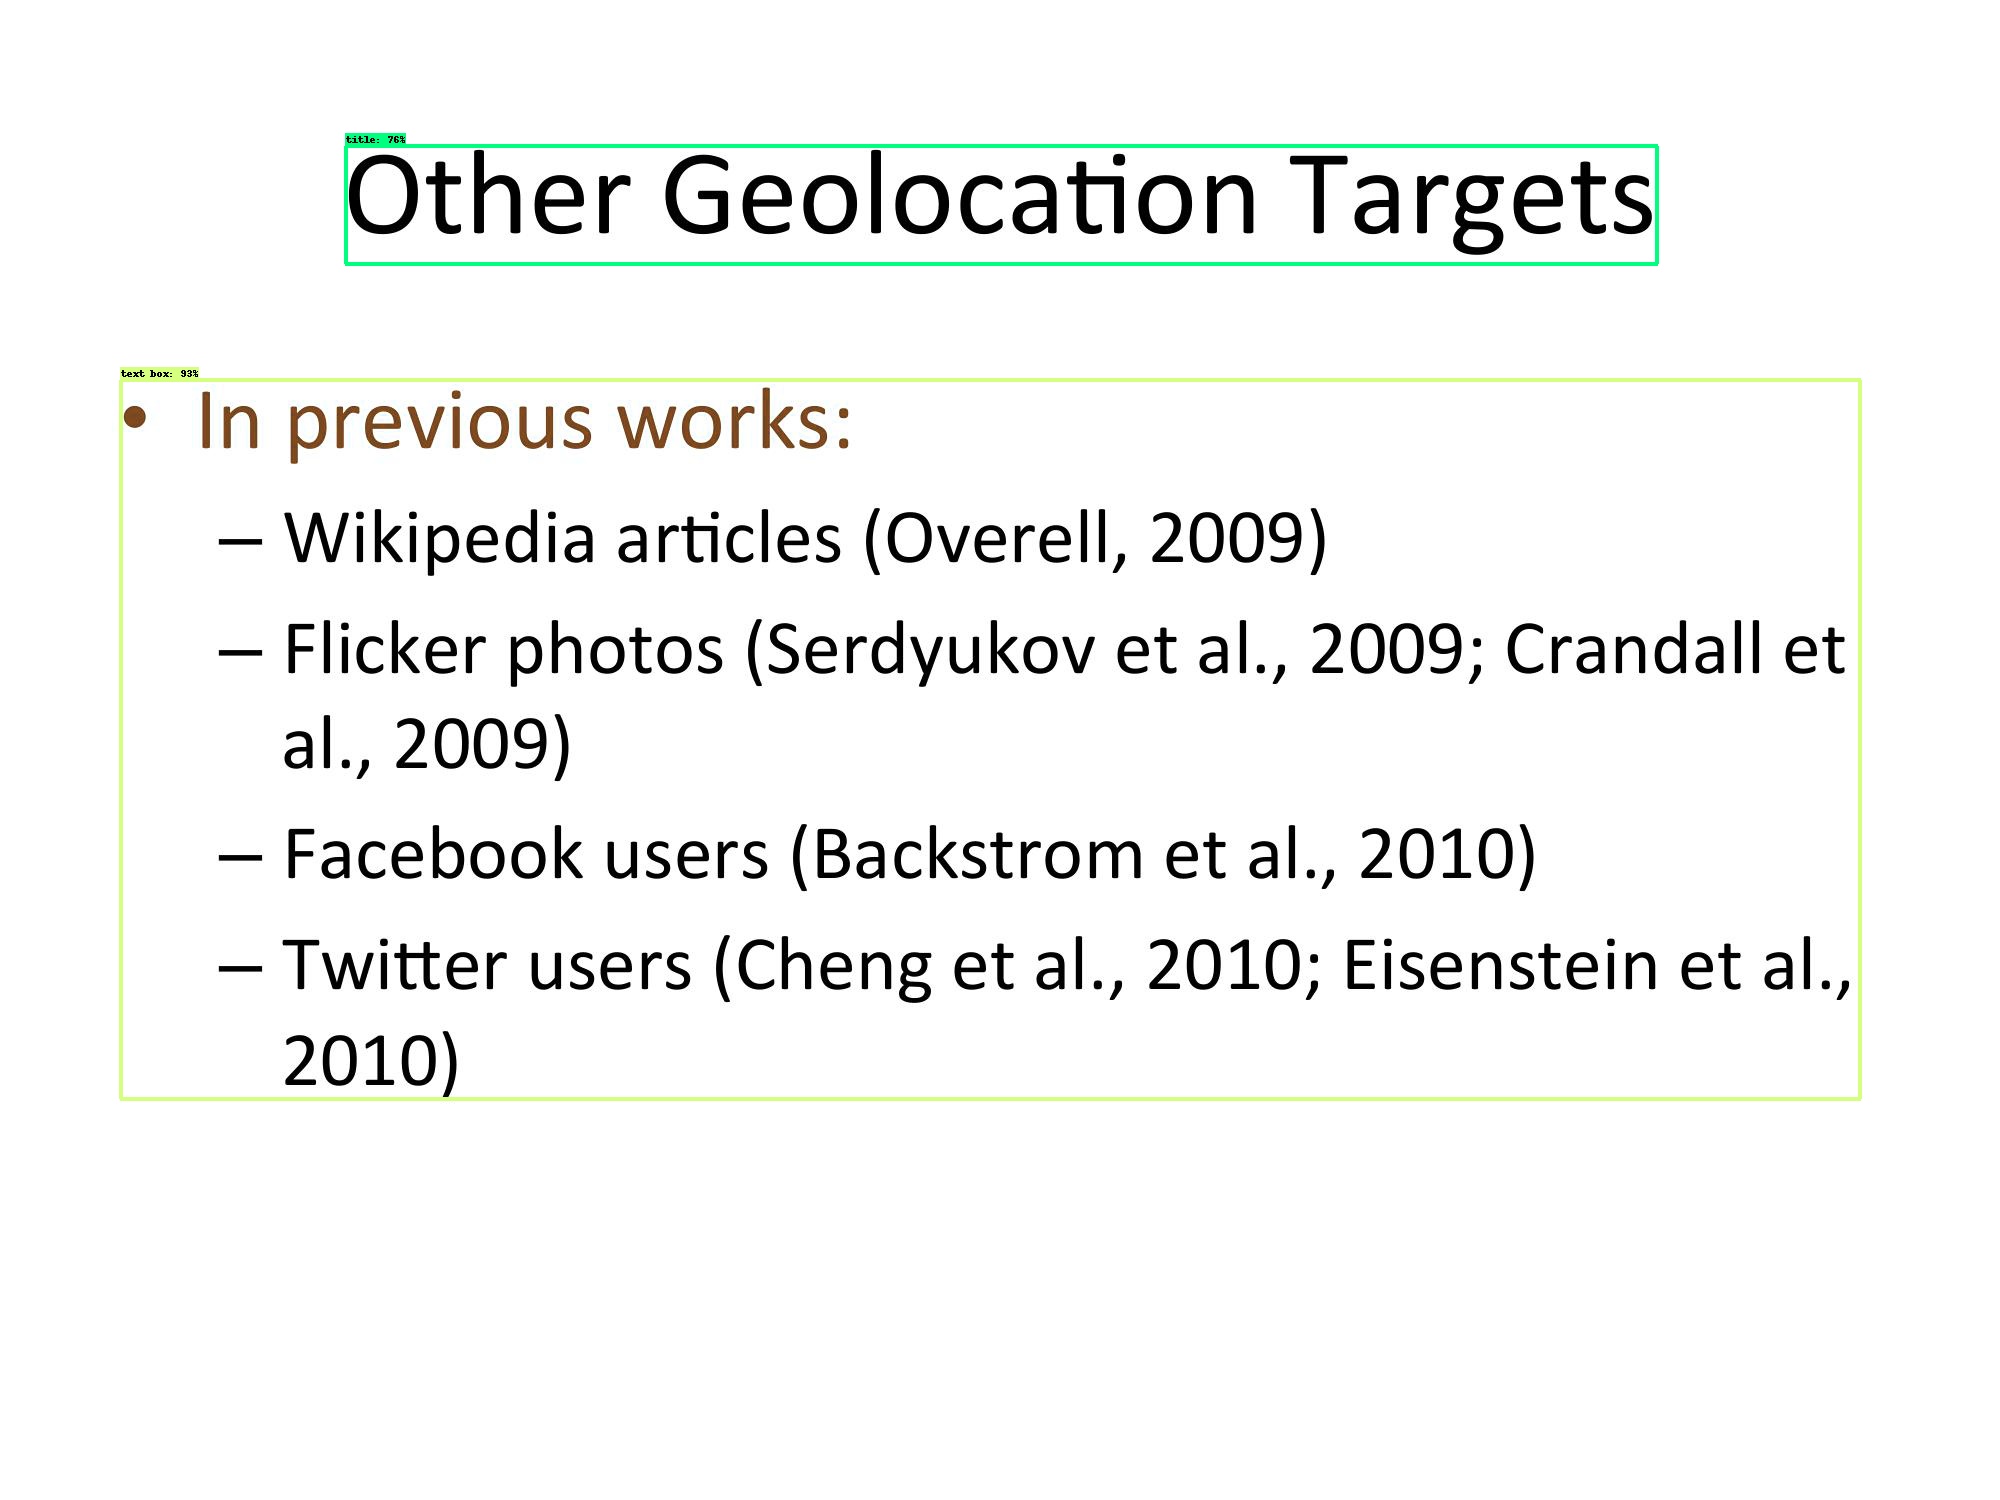 title: 76%
Other Geolocation Targets
text box: 93%
• In previous works:
– Wikipedia articles (Overell, 2009)
– Flicker photos (Serdyukov et al., 2009; Crandall et
al., 2009)
– Facebook users (Backstrom et al., 2010)
– Twitter users (Cheng et al., 2010; Eisenstein et al.,
2010)